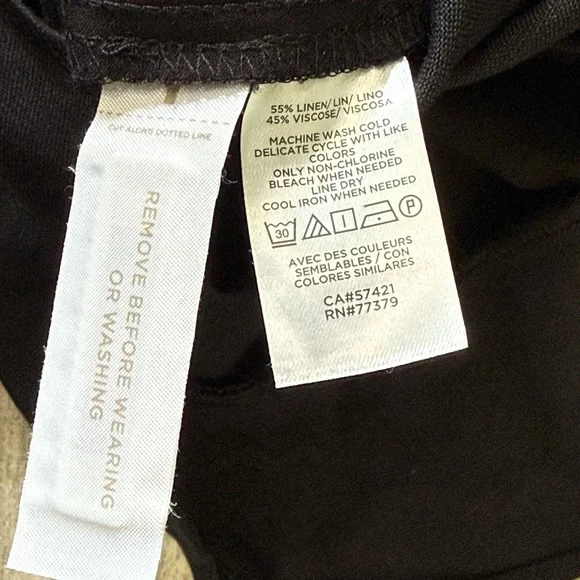 CUT ALONG DOTTED LINE
REMOVE BEFORE WEARING
OR WASHING
55% LINEN/LIN/ LINO
45% VISCOSE/ VISCOSA
MACHINE WASH COLD
DELICATE CYCLE WITH LIKE
COLORS
ONLY NON-CHLORINE
BLEACH WHEN NEEDED
LINE DRY
COOL IRON WHEN NEEDED
30 P
AVEC DES COULEURS
SEMBLABLES / CON
COLORES SIMILARES
CA#57421
RN#77379